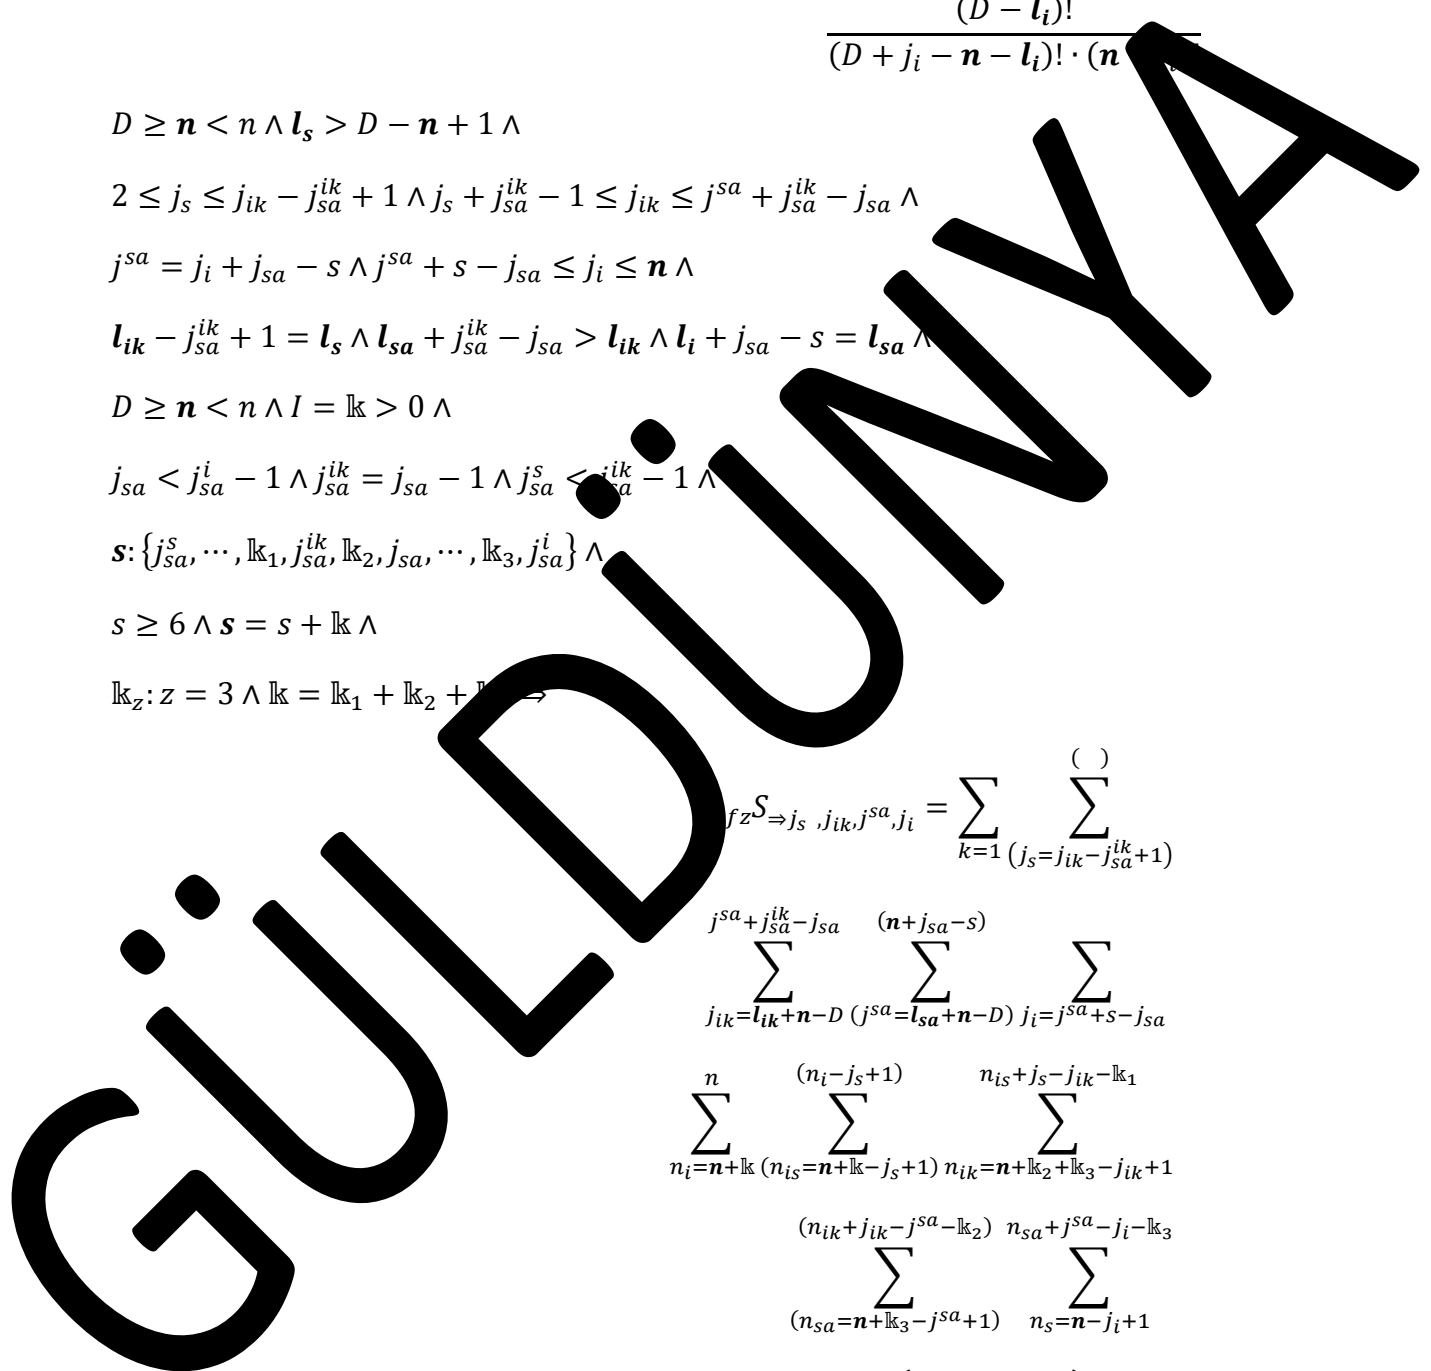 (D − l_i)!
(D + j_i − n − l_i)! · (n
D ≥ n < n ∧ l_s > D − n + 1 ∧
2 ≤ j_s ≤ j_ik − j_sa^ik + 1 ∧ j_s + j_sa^ik − 1 ≤ j_ik ≤ j^sa + j_sa^ik − j_sa ∧
j^sa = j_i + j_sa − s ∧ j^sa + s − j_sa ≤ j_i ≤ n ∧
l_ik − j_sa^ik + 1 = l_s ∧ l_sa + j_sa^ik − j_sa > l_ik ∧ l_i + j_sa − s = l_sa ∧
D ≥ n < n ∧ I = 𝕜 > 0 ∧
j_sa < j_sa^i − 1 ∧ j_sa^ik = j_sa − 1 ∧ j_sa^s < j_sa^ik − 1 ∧
s: {j_sa^s, ⋯, 𝕜_1, j_sa^ik, 𝕜_2, j_sa, ⋯, 𝕜_3, j_sa^i} ∧
s ≥ 6 ∧ s = s + 𝕜 ∧
𝕜_z: z = 3 ∧ 𝕜 = 𝕜_1 + 𝕜_2 + ⇒
( )
fzS⇒j_s ,j_ik,j^sa,j_i = ∑ ∑
k=1 (j_s=j_ik−j_sa^ik+1)
j^sa+j_sa^ik−j_sa (n+j_sa−s)
∑ ∑ ∑
j_ik=l_ik+n−D (j^sa=l_sa+n−D) j_i=j^sa+s−j_sa
n (n_i−j_s+1) n_is+j_s−j_ik−𝕜_1
∑ ∑ ∑
n_i=n+𝕜 (n_is=n+𝕜−j_s+1) n_ik=n+𝕜_2+𝕜_3−j_ik+1
(n_ik+j_ik−j^sa−𝕜_2) n_sa+j^sa−j_i−𝕜_3
∑ ∑
(n_sa=n+𝕜_3−j^sa+1) n_s=n−j_i+1
GÜLDÜNYA